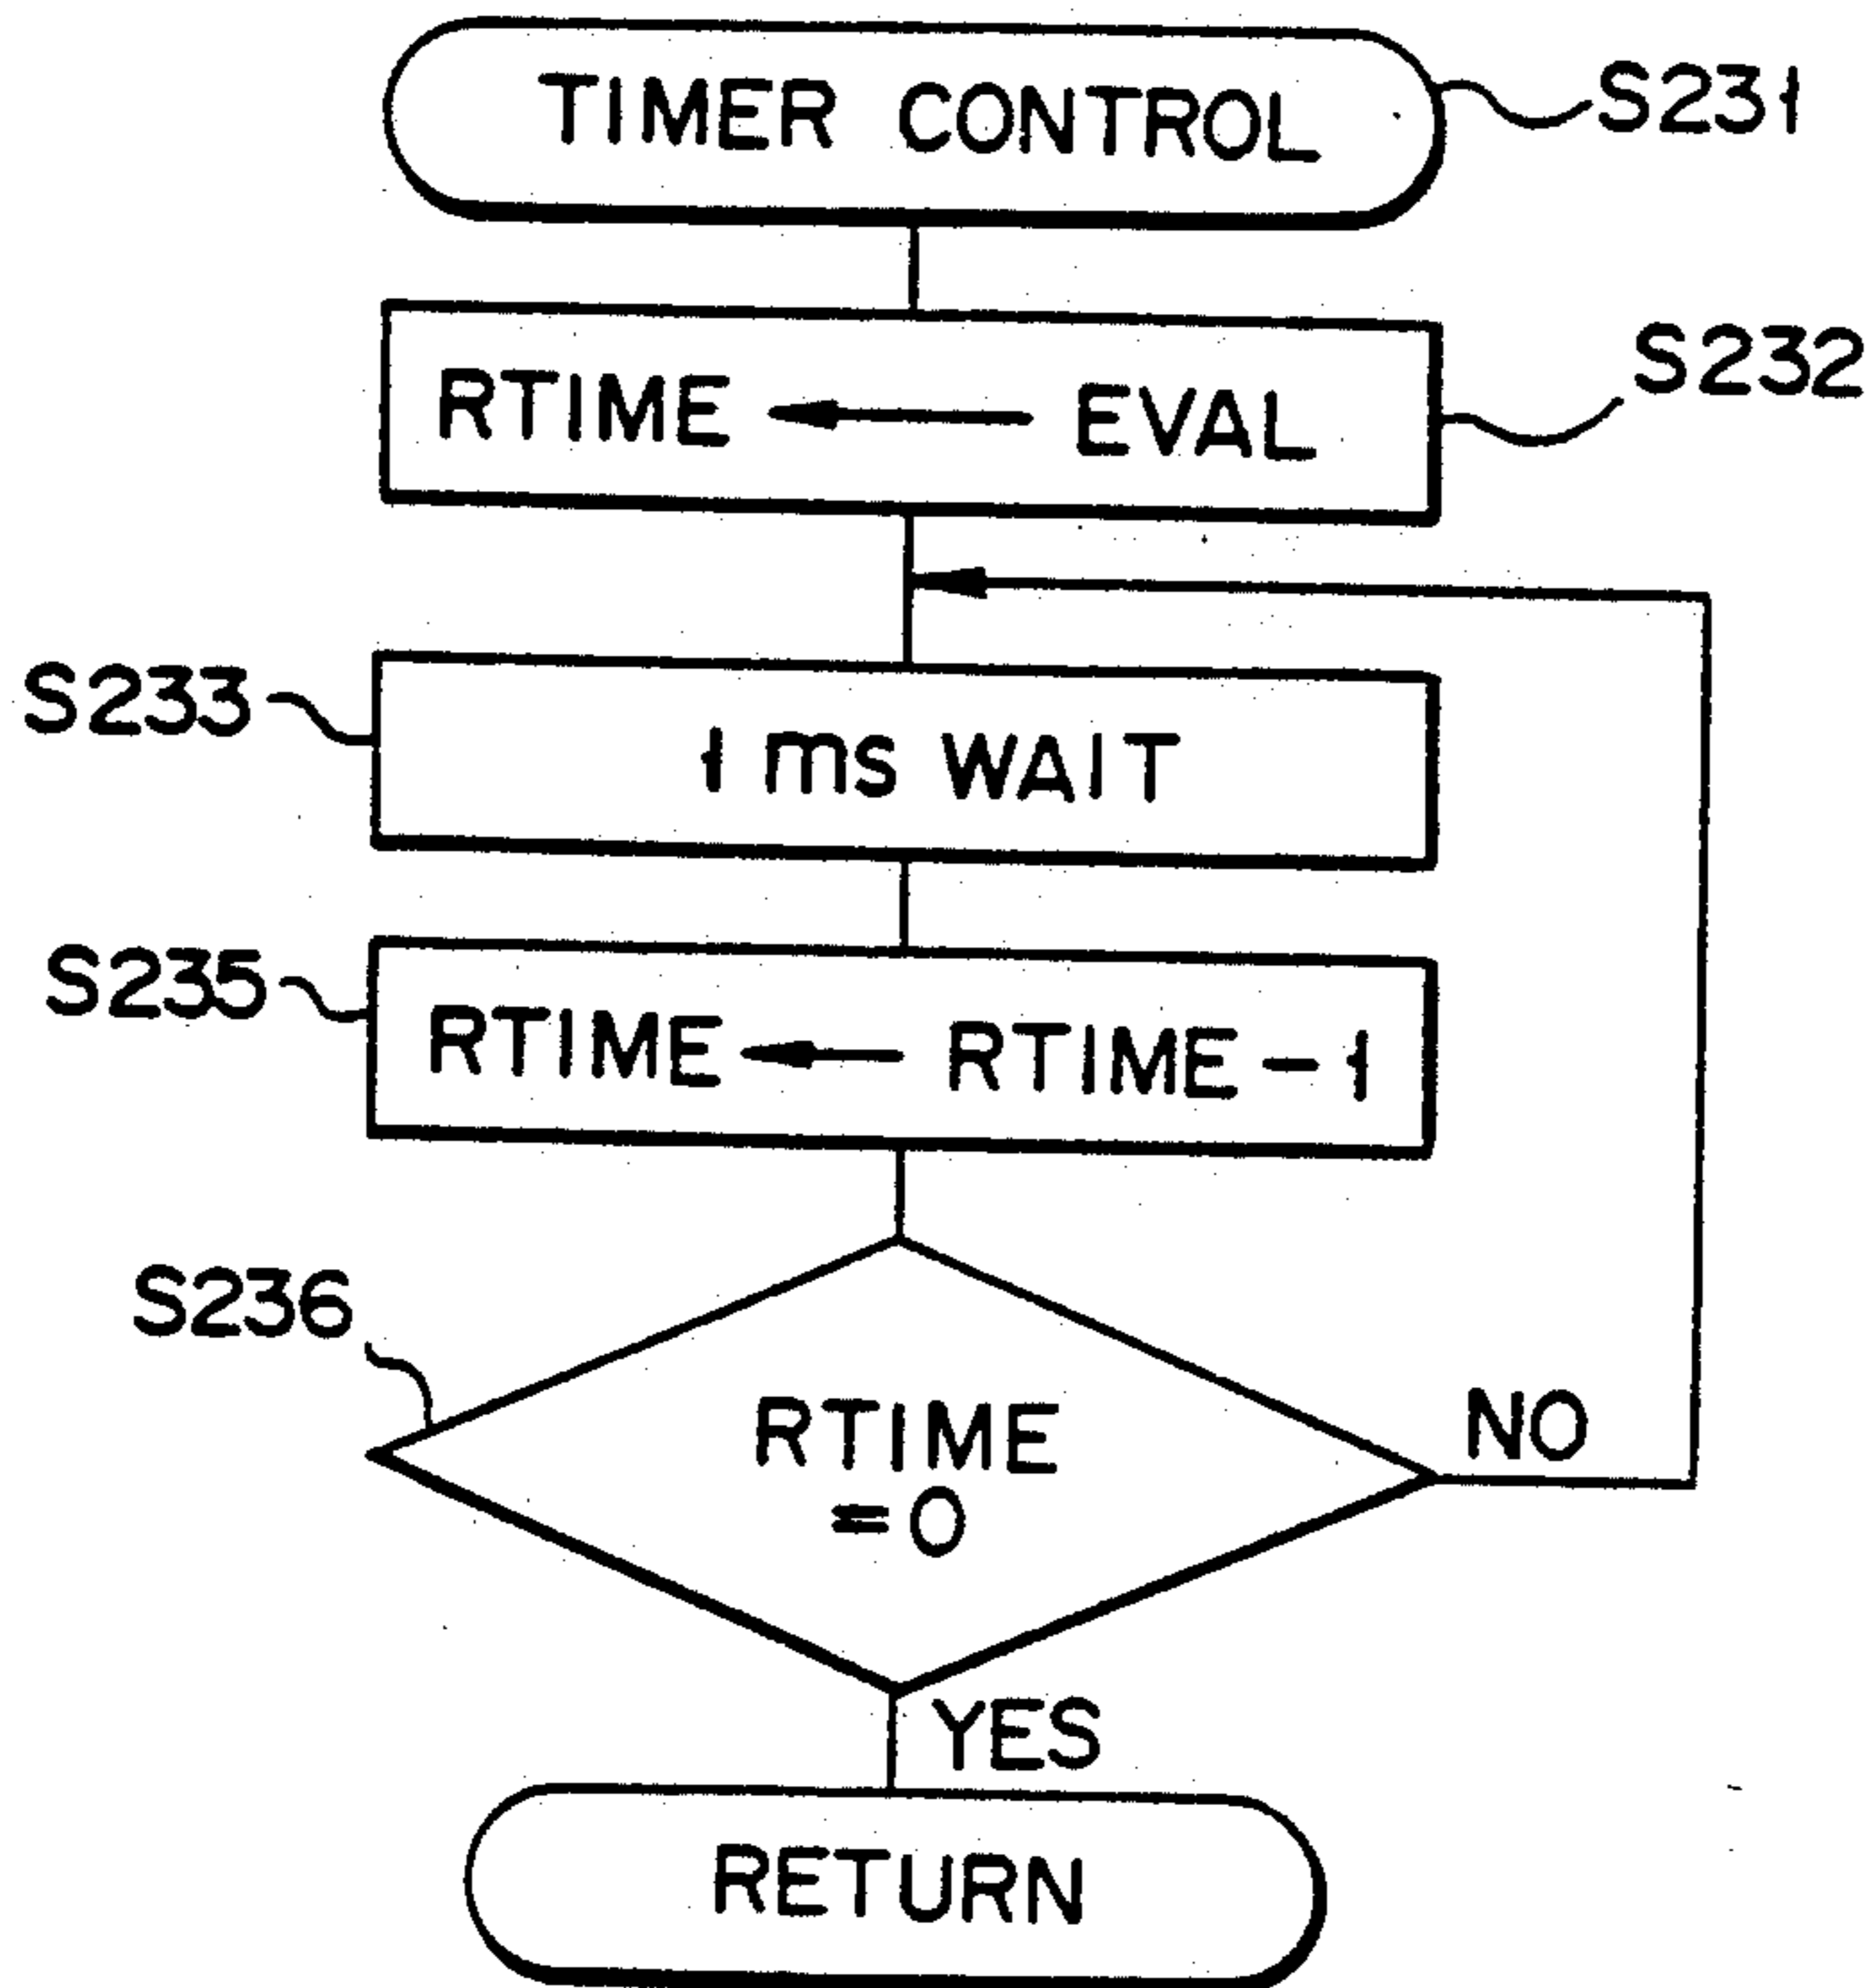 TIMER CONTROL
S231
RTIME ← EVAL
S232
S233
1 ms WAIT
S235
RTIME ← RTIME - 1
S236
RTIME
= 0
NO
YES
RETURN